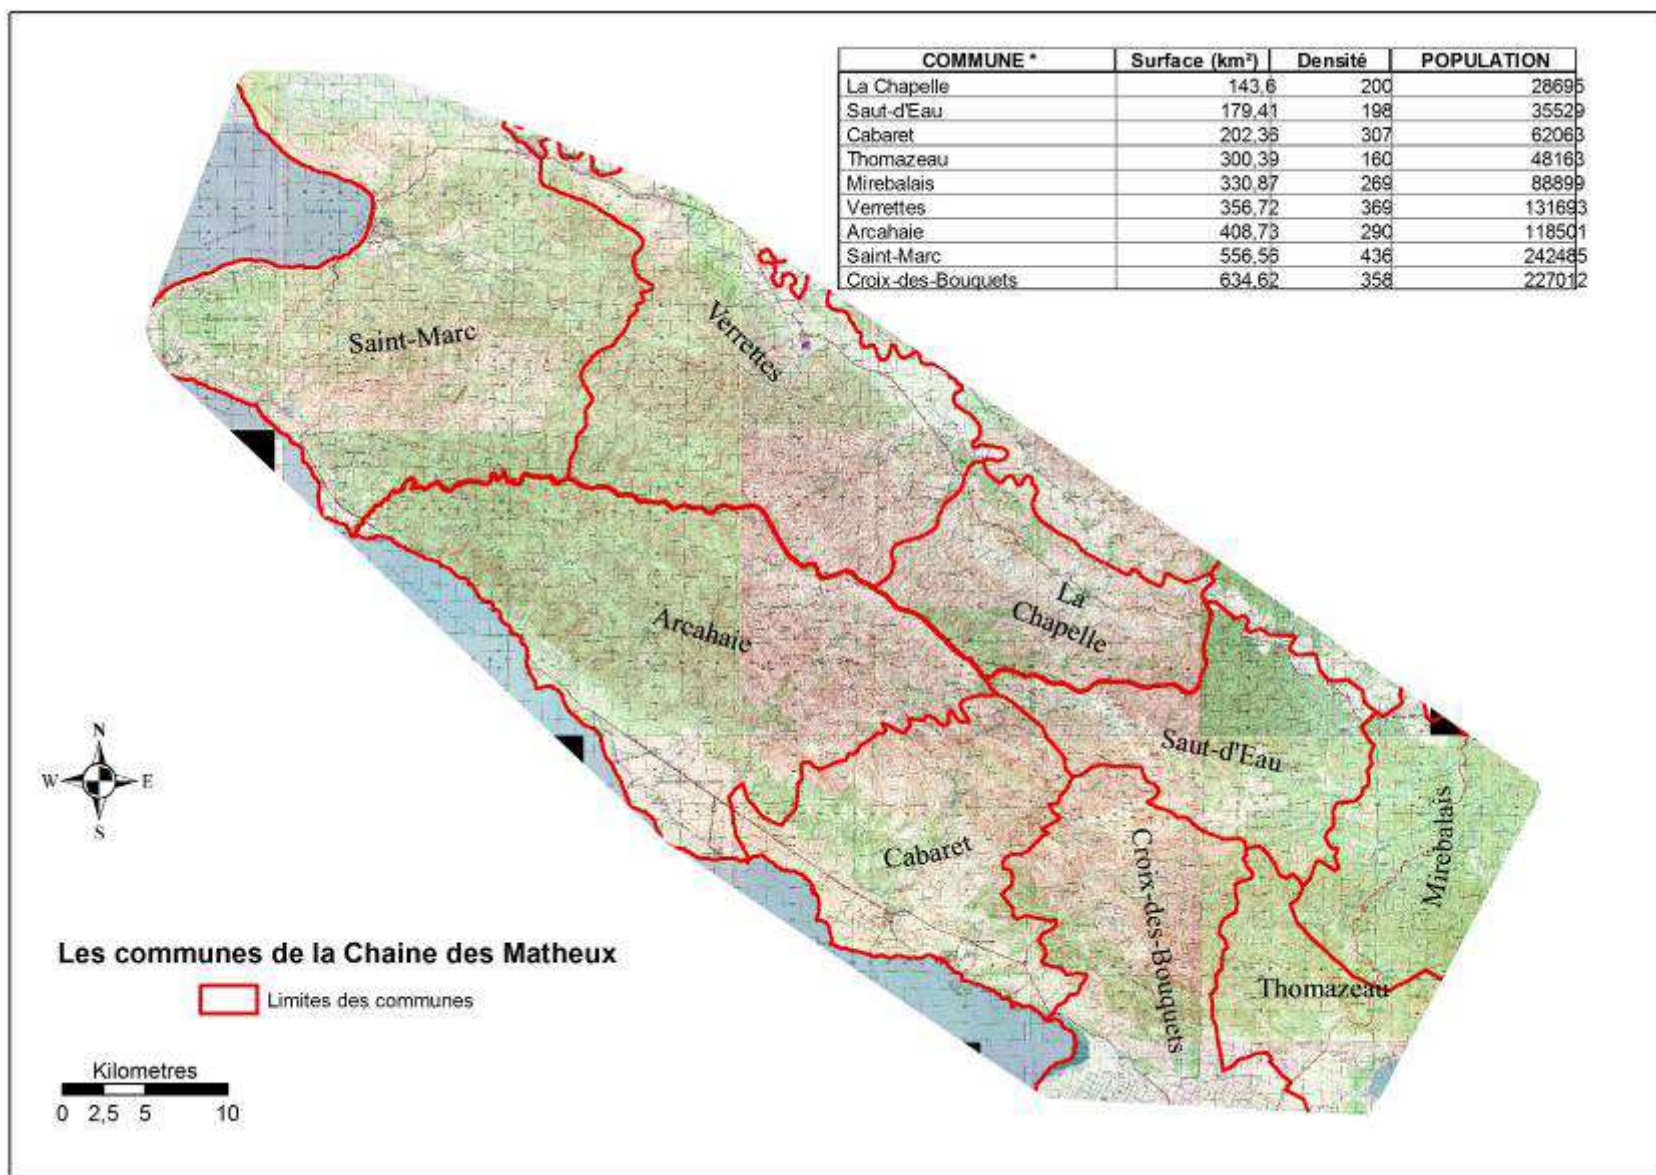 COMMUNE * Surface (km²) Densité POPULATION
La Chapelle 143,6 200 28695
Saut-d'Eau 179,41 198 35529
Cabaret 202,36 307 62063
Thomazeau 300,39 160 48163
Mirebalais 330,87 269 88899
Verrettes 356,72 369 131693
Arcahaie 408,73 290 118501
Saint-Marc 556,56 436 242485
Croix-des-Bouquets 634,62 358 227012
Saint-Marc
Verrettes
La
Chapelle
Arcahaie
Saut-d'Eau
Mirebalais
Cabaret
Croix-des-Bouquets
Thomazeau
N
W E
S
Les communes de la Chaine des Matheux
Limites des communes
Kilometres
0 2,5 5 10